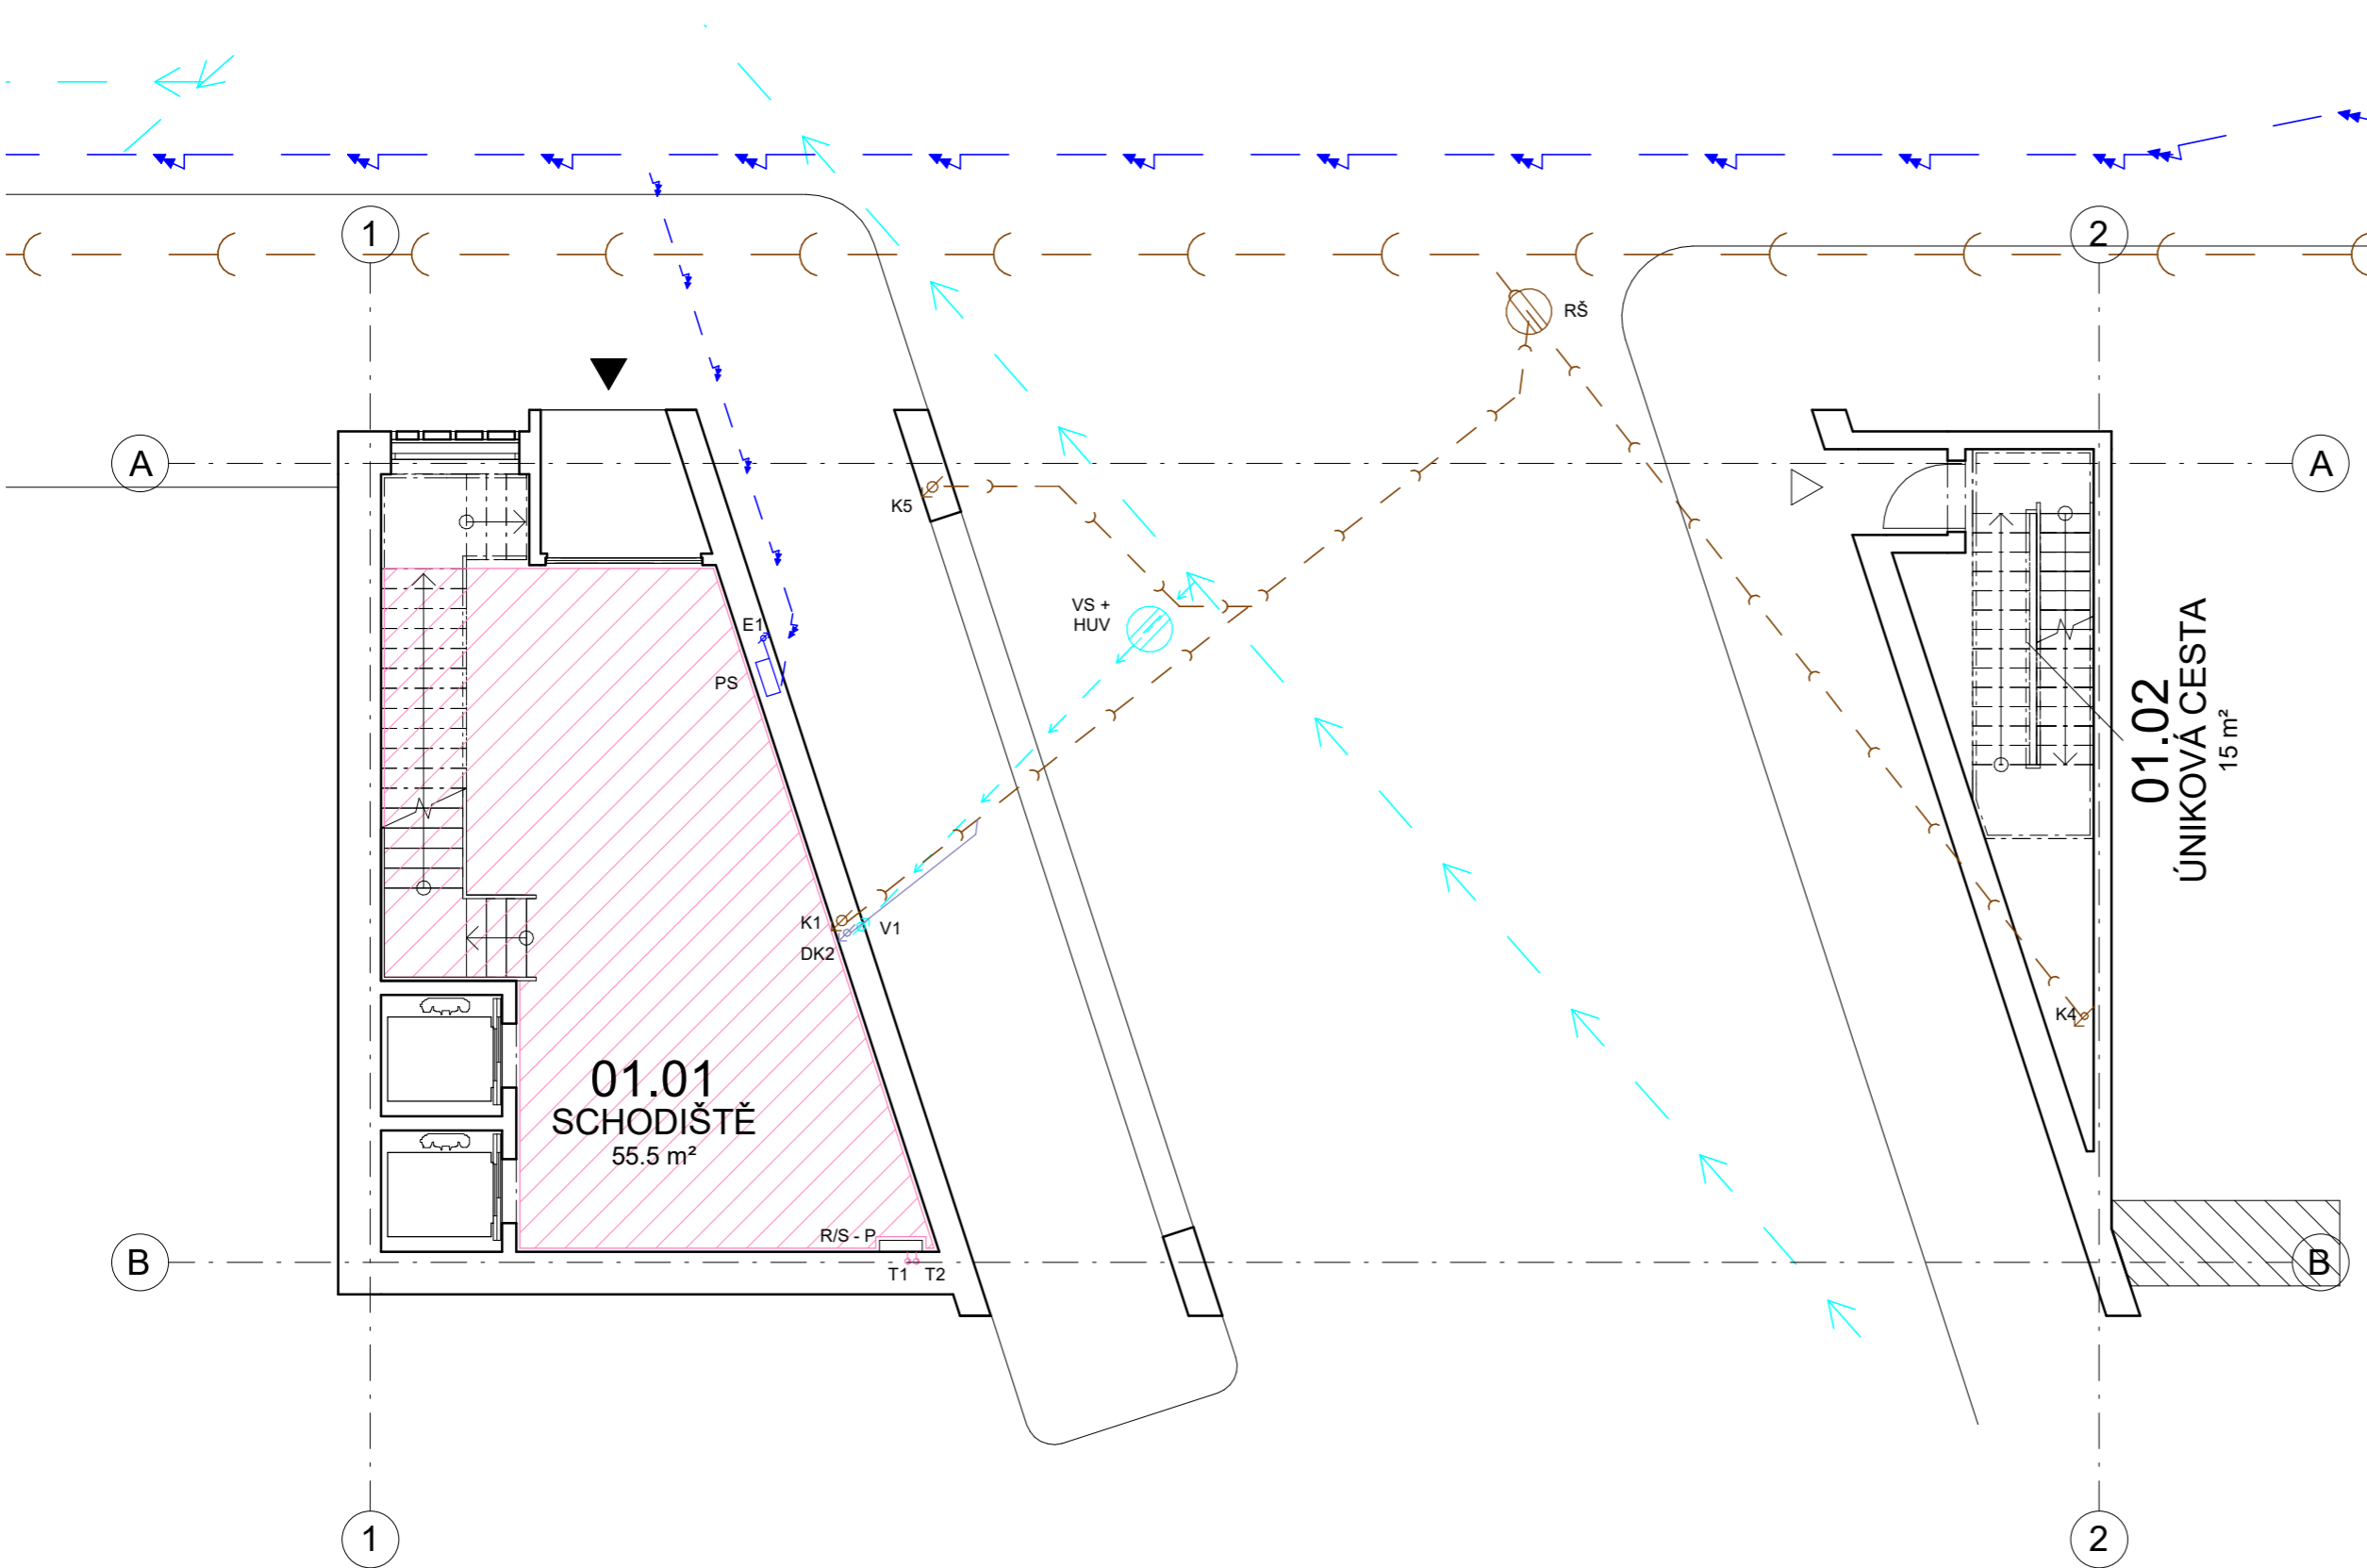 1
2
RŠ
A
A
K5
VS +
HUV
E1
PS
01.02
ÚNIKOVÁ CESTA
15 m²
K1
V1
DK2
K4
01.01
SCHODIŠTĚ
55.5 m²
R/S - P
T1
T2
B
B
1
2